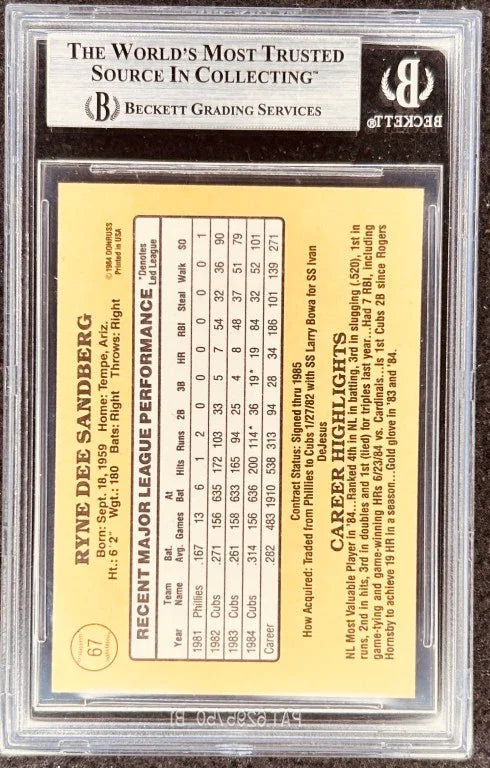 THE WORLD'S MOST TRUSTED
SOURCE IN COLLECTING™
B BECKETT GRADING SERVICES
B
BECKETT®
67
RYNE DEE SANDBERG
© 1984 DONRUSS
Printed in USA
Born: Sept. 18, 1959 Home: Tempe, Ariz.
Ht.: 6' 2" Wgt.: 180 Bats: Right Throws: Right
RECENT MAJOR LEAGUE PERFORMANCE *Denotes Led League
Year Team Name Bat. Avg. Games At Bat Hits Runs 2B 3B HR RBI Steal Walk SO
1981 Phillies .167 13 6 1 2 0 0 0 0 0 0 1
1982 Cubs .271 156 635 172 103 33 5 7 54 32 36 90
1983 Cubs .261 158 633 165 94 25 4 8 48 37 51 79
1984 Cubs .314 156 636 200 114* 36 19* 19 84 32 52 101
Career .282 483 1910 538 313 94 28 34 186 101 139 271
Contract Status: Signed thru 1985
How Acquired: Traded from Phillies to Cubs 1/27/82 with SS Larry Bowa for SS Ivan
DeJesus
CAREER HIGHLIGHTS
NL Most Valuable Player in '84...Ranked 4th in NL in batting, 3rd in slugging (.520), 1st in
runs, 2nd in hits, 3rd in doubles and 1st (tied) for triples last year...Had 7 RBI, including
game-tying and game-winning HRs 6/23/84 vs. Cardinals...Is 1st Cubs 2B since Rogers
Hornsby to achieve 19 HR in a season...Gold glove in '83 and '84.